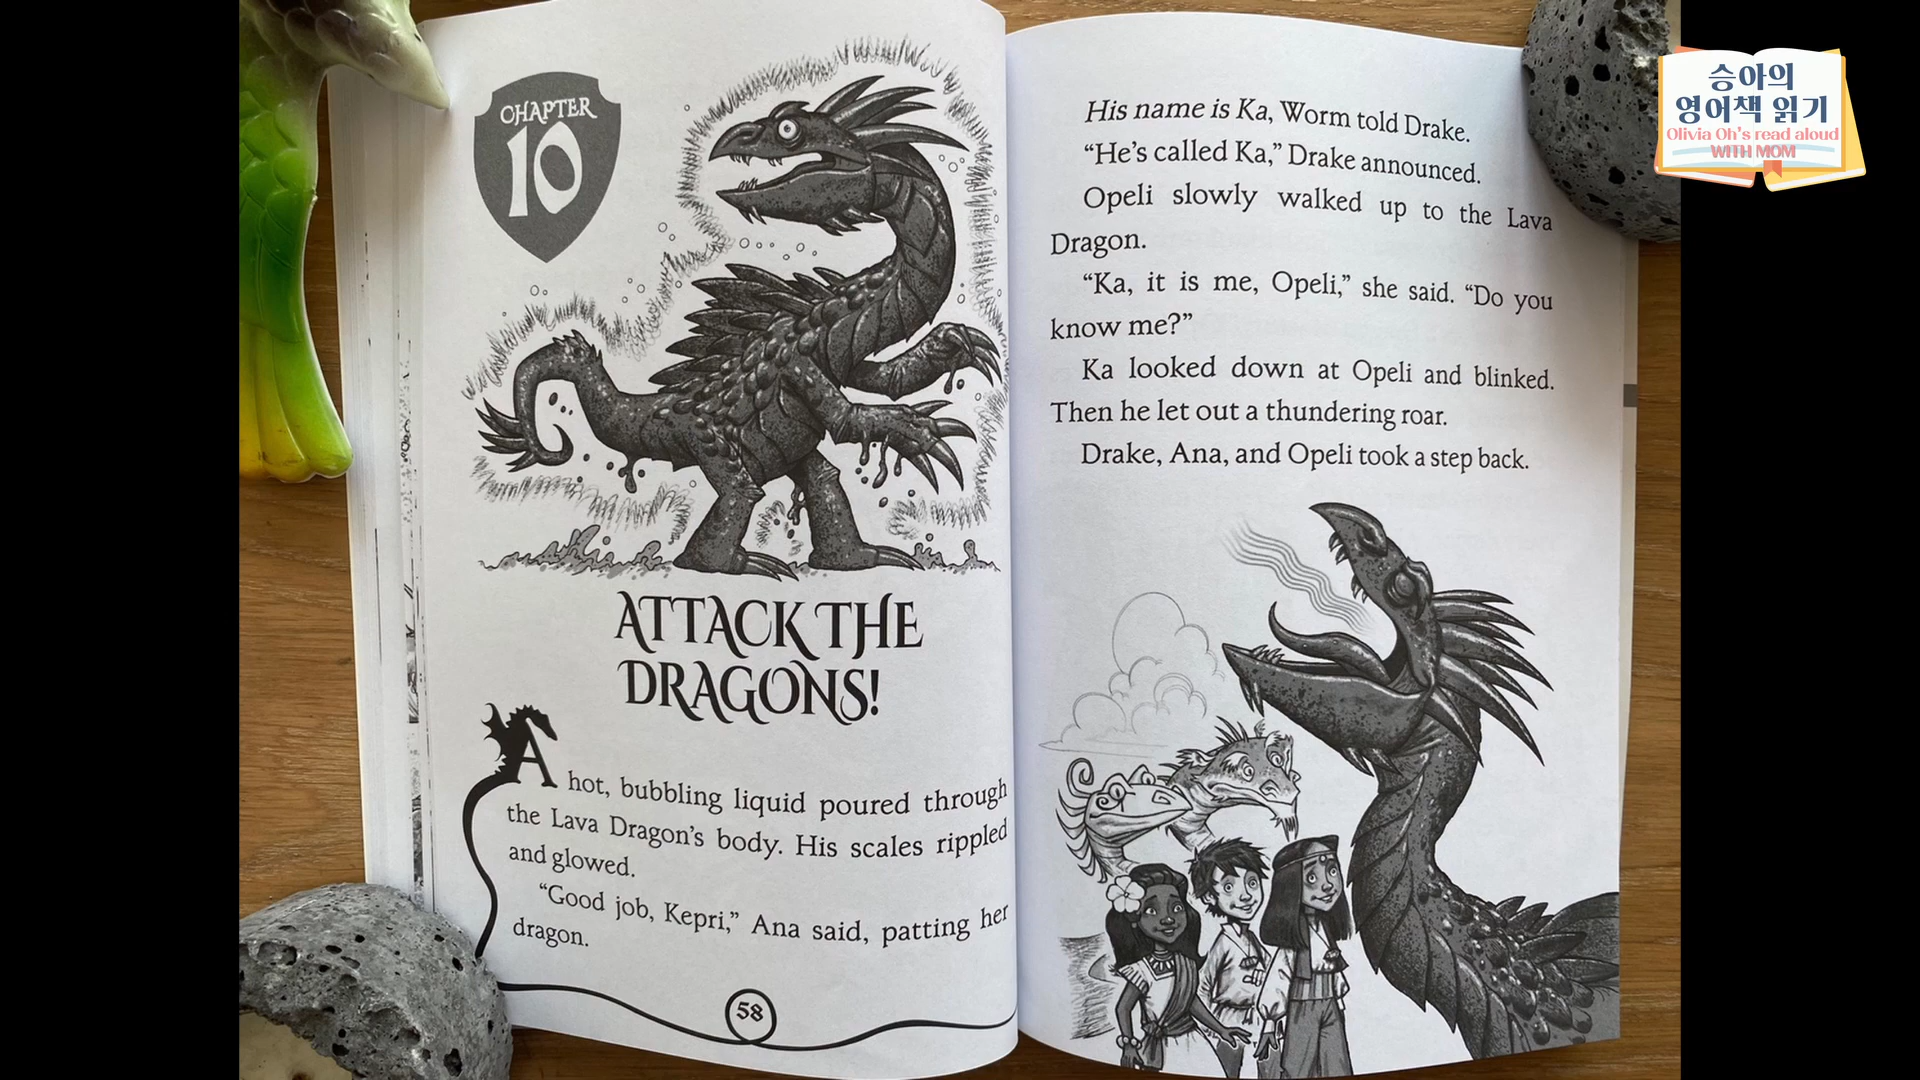 CHAPTER
10
ATTACK THE
DRAGONS!
A hot, bubbling liquid poured through
the Lava Dragon's body. His scales rippled
and glowed.
“Good job, Kepri,” Ana said, patting her
dragon.
58
His name is Ka, Worm told Drake.
“He's called Ka,” Drake announced.
Opeli slowly walked up to the Lava
Dragon.
“Ka, it is me, Opeli,” she said. “Do you
know me?”
Ka looked down at Opeli and blinked.
Then he let out a thundering roar.
Drake, Ana, and Opeli took a step back.
승아의
영어책 읽기
Olivia Oh's read aloud
WITH MOM